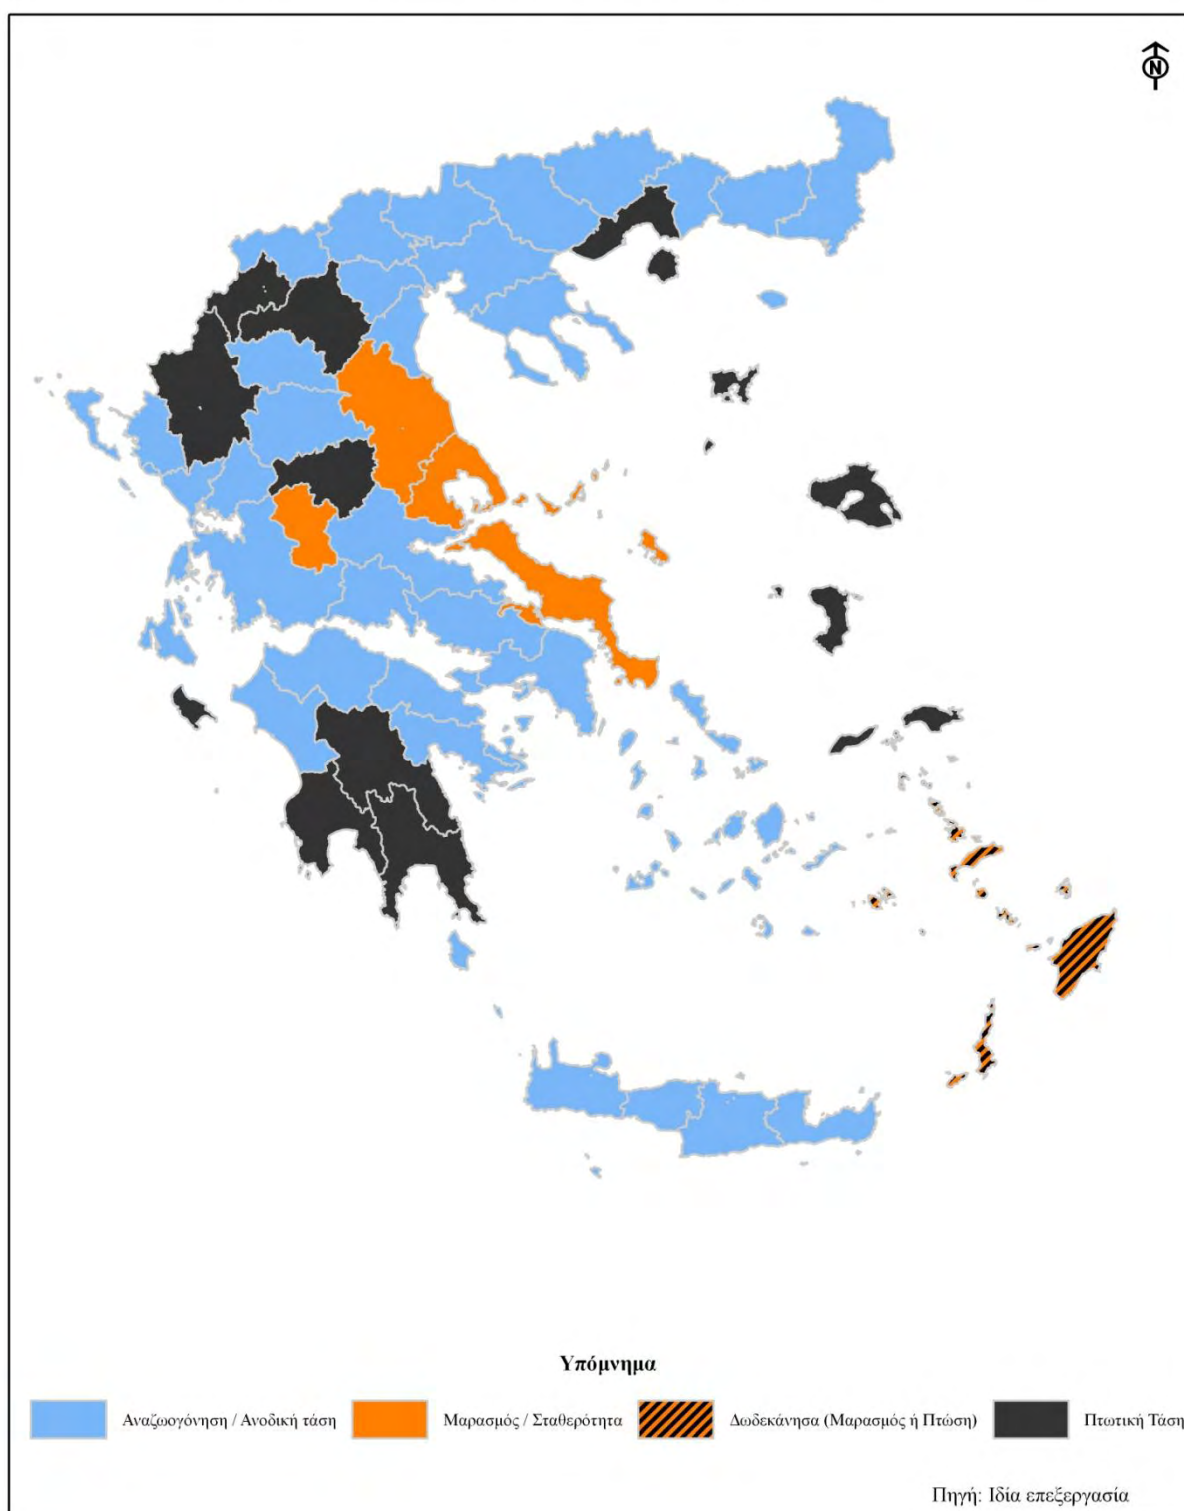 N
Υπόμνημα
Αναζωογόνηση / Ανοδική τάση Μαρασμός / Σταθερότητα Δωδεκάνησα (Μαρασμός ή Πτώση) Πτωτική Τάση
Πηγή: Ιδία επεξεργασία